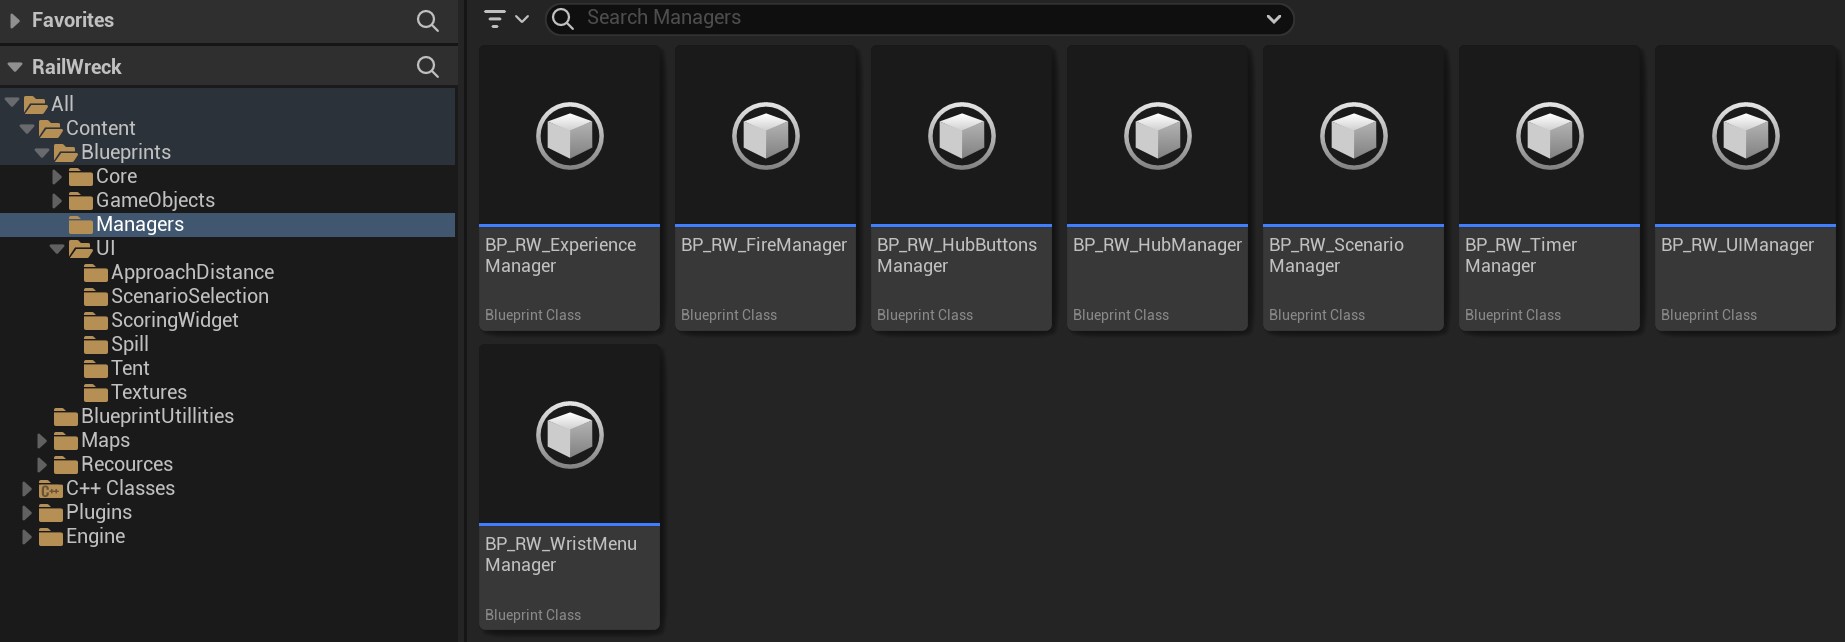 Favorites
RailWreck
All
Content
Blueprints
Core
GameObjects
Managers
UI
ApproachDistance
ScenarioSelection
ScoringWidget
Spill
Tent
Textures
BlueprintUtillities
Maps
Recources
C++ Classes
Plugins
Engine
Search Managers
BP_RW_Experience
Manager
Blueprint Class
BP_RW_FireManager
Blueprint Class
BP_RW_HubButtons
Manager
Blueprint Class
BP_RW_HubManager
Blueprint Class
BP_RW_Scenario
Manager
Blueprint Class
BP_RW_Timer
Manager
Blueprint Class
BP_RW_UIManager
Blueprint Class
BP_RW_WristMenu
Manager
Blueprint Class